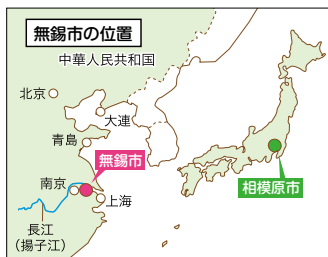 無錫市の位置
中華人民共和国
北京
大連
青島
無錫市
南京
上海
相模原市
長江
（揚子江）